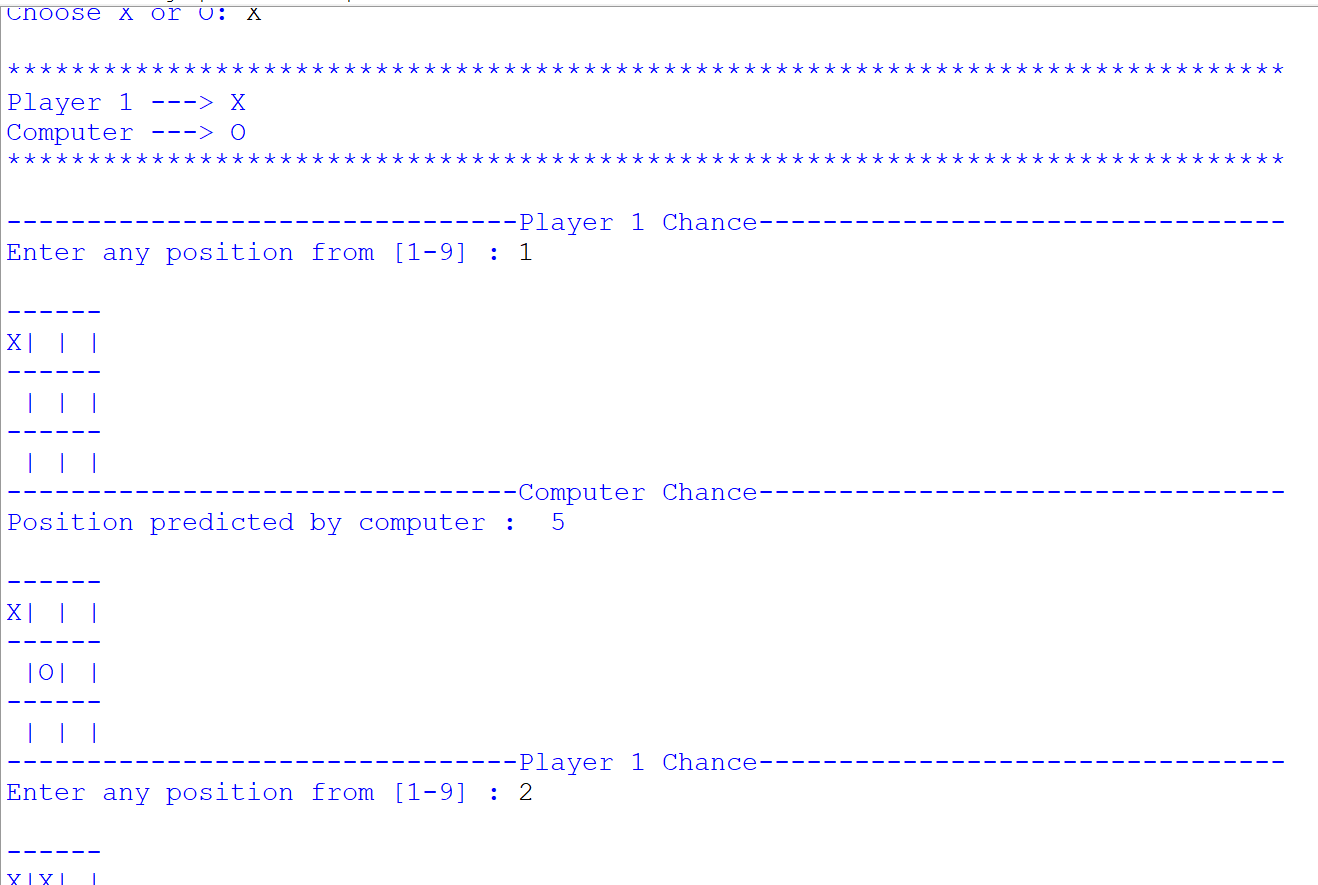 Choose X or O: X
********************************************************************************
Player 1 ---> X
Computer ---> O
********************************************************************************
--------------------------------Player 1 Chance---------------------------------
Enter any position from [1-9] : 1
------
X| | |
------
 | | |
------
 | | |
--------------------------------Computer Chance---------------------------------
Position predicted by computer :  5
------
X| | |
------
 |O| |
------
 | | |
--------------------------------Player 1 Chance---------------------------------
Enter any position from [1-9] : 2
------
X|X| |